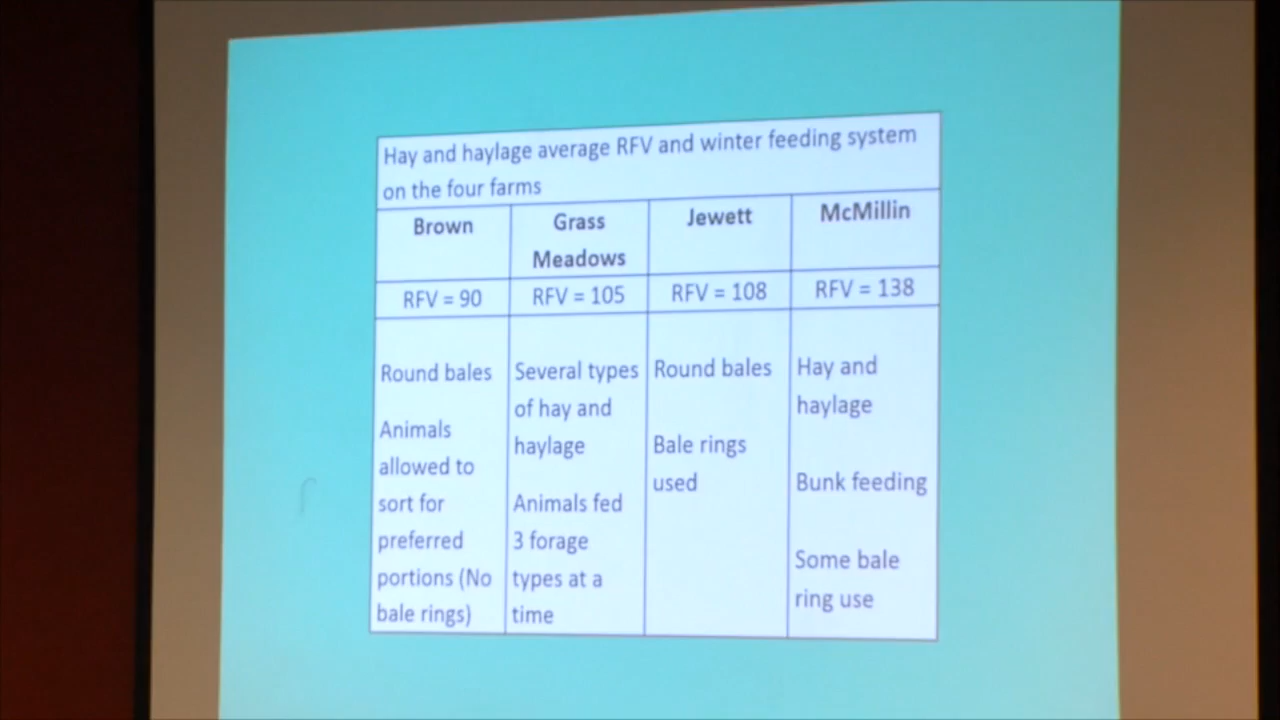 Hay and haylage average RFV and winter feeding system
on the four farms
Brown
Grass
Meadows
Jewett
McMillin
RFV = 90
RFV = 105
RFV = 108
RFV = 138
Round bales
Animals
allowed to
sort for
preferred
portions (No
bale rings)
Several types
of hay and
haylage
Animals fed
3 forage
types at a
time
Round bales
Bale rings
used
Hay and
haylage
Bunk feeding
Some bale
ring use